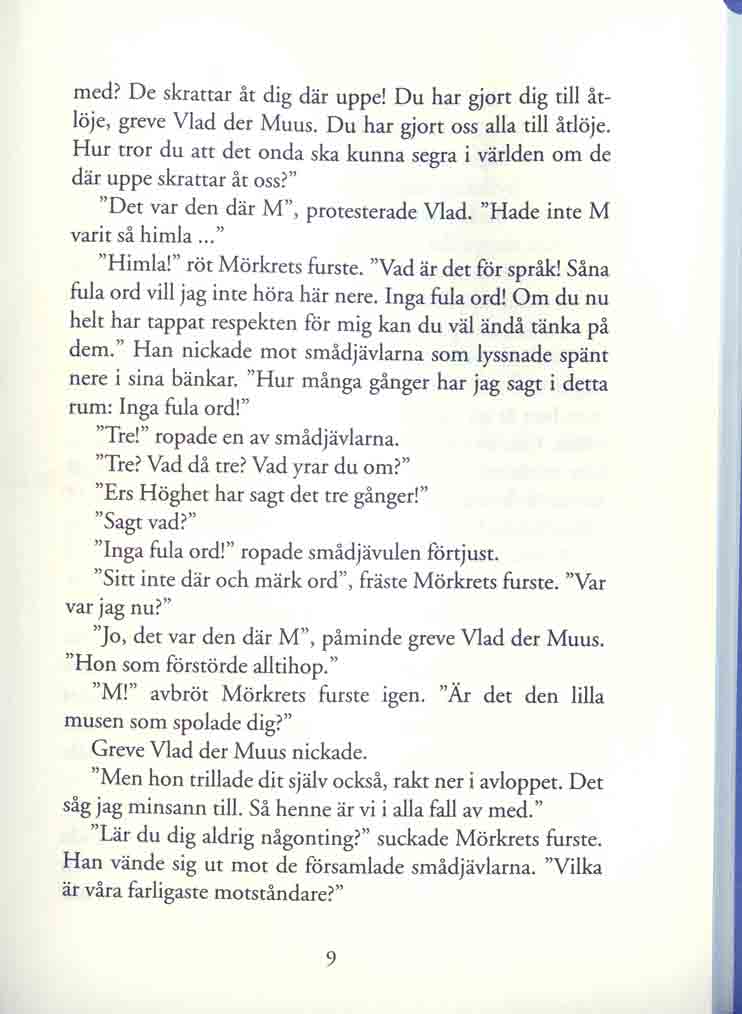 med? De skrattar åt dig där uppe! Du har gjort dig till åt-
löje, greve Vlad der Muus. Du har gjort oss alla till åtlöje.
Hur tror du att det onda ska kunna segra i världen om de
där uppe skrattar åt oss?”
”Det var den där M”, protesterade Vlad. ”Hade inte M
varit så himla ...”
”Himla!” röt Mörkrets furste. ”Vad är det för språk! Såna
fula ord vill jag inte höra här nere. Inga fula ord! Om du nu
helt har tappat respekten för mig kan du väl ändå tänka på
dem.” Han nickade mot smådjävlarna som lyssnade spänt
nere i sina bänkar. ”Hur många gånger har jag sagt i detta
rum: Inga fula ord!”
”Tre!” ropade en av smådjävlarna.
”Tre? Vad då tre? Vad yrar du om?”
”Ers Höghet har sagt det tre gånger!”
”Sagt vad?”
”Inga fula ord!” ropade smådjävulen förtjust.
”Sitt inte där och märk ord”, fräste Mörkrets furste. ”Var
var jag nu?”
”Jo, det var den där M”, påminde greve Vlad der Muus.
”Hon som förstörde alltihop.”
”M!” avbröt Mörkrets furste igen. ”Är det den lilla
musen som spolade dig?”
Greve Vlad der Muus nickade.
”Men hon trillade dit själv också, rakt ner i avloppet. Det
såg jag minsann till. Så henne är vi i alla fall av med.”
”Lär du dig aldrig någonting?” suckade Mörkrets furste.
Han vände sig ut mot de församlade smådjävlarna. ”Vilka
är våra farligaste motståndare?”
9